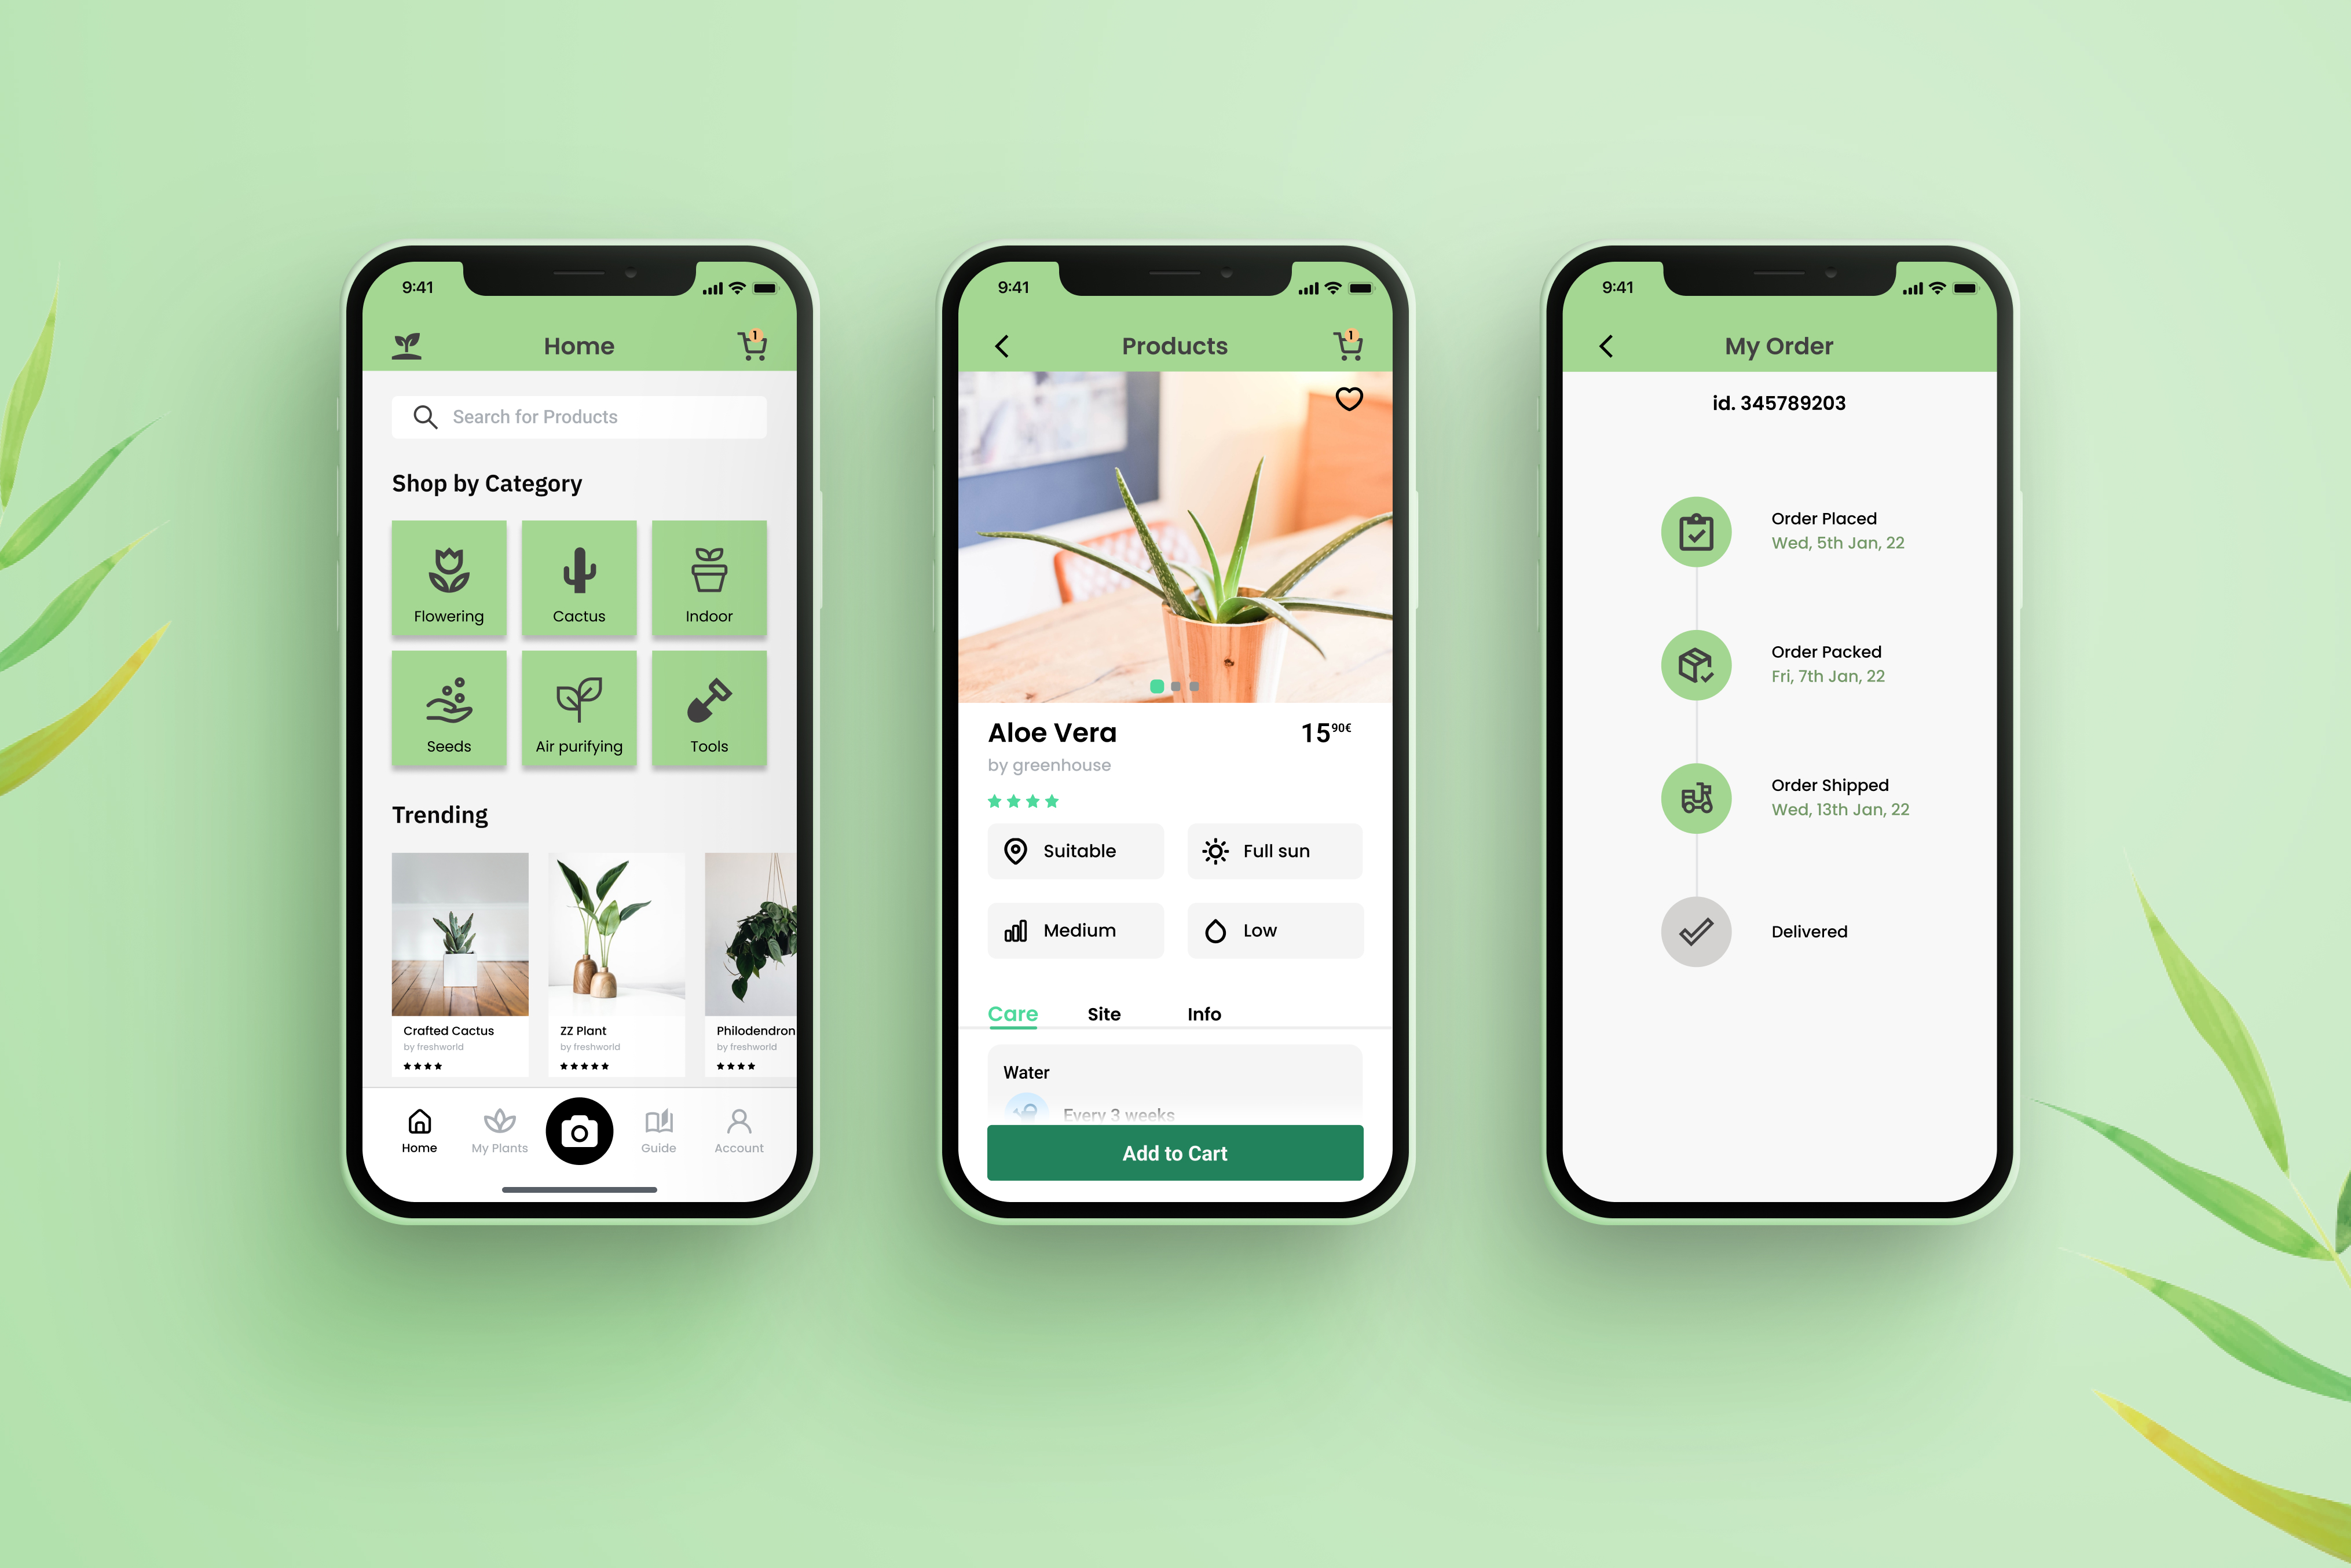 9:41
Home
1
Search for Products
Shop by Category
Flowering
Cactus
Indoor
Seeds
Air purifying
Tools
Trending
Crafted Cactus
by freshworld
ZZ Plant
by freshworld
Philodendron
by freshworld
Home
My Plants
Guide
Account
9:41
Products
1
Aloe Vera
15 90€
by greenhouse
Suitable
Full sun
Medium
Low
Care
Site
Info
Water
Every 3 weeks
Add to Cart
9:41
My Order
id. 345789203
Order Placed
Wed, 5th Jan, 22
Order Packed
Fri, 7th Jan, 22
Order Shipped
Wed, 13th Jan, 22
Delivered